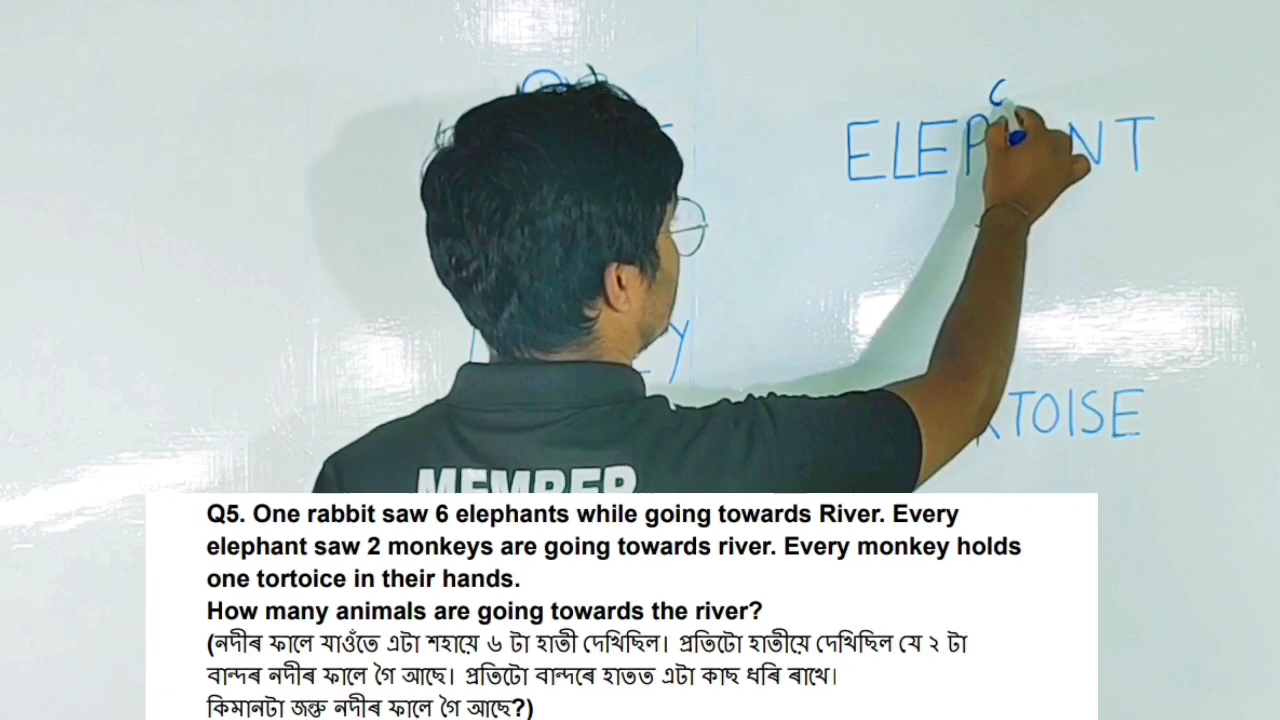 ELEP NT
TOISE
MEMBER
Q5. One rabbit saw 6 elephants while going towards River. Every
elephant saw 2 monkeys are going towards river. Every monkey holds
one tortoice in their hands.
How many animals are going towards the river?
(নদীৰ ফালে যাওঁতে এটা শহায়ে ৬ টা হাতী দেখিছিল। প্ৰতিটো হাতীয়ে দেখিছিল যে ২ টা
বান্দৰ নদীৰ ফালে গৈ আছে। প্ৰতিটো বান্দৰে হাতত এটা কাছ ধৰি ৰাখে।
কিমানটা জন্তু নদীৰ ফালে গৈ আছে?)